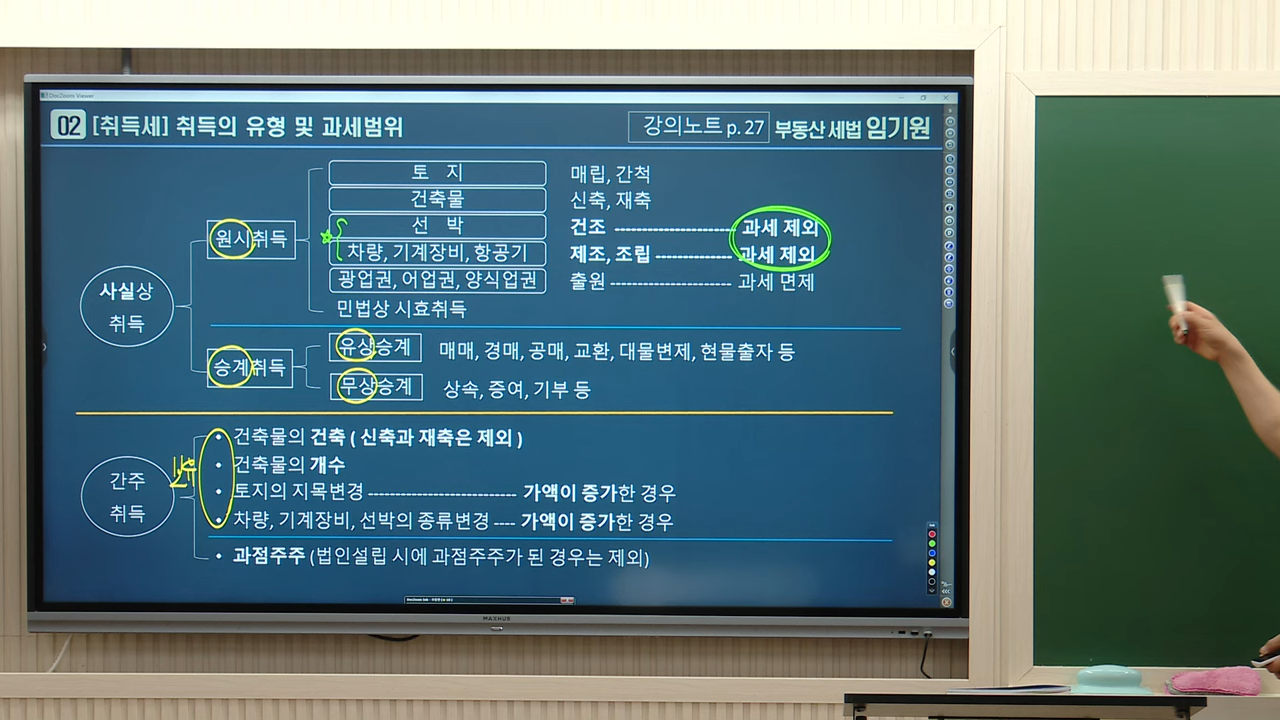 DocZoom Viewer
02 [취득세] 취득의 유형 및 과세범위
강의노트 p. 27 부동산 세법 임기원
사실상
취득
원시취득
토 지 매립, 간척
건축물 신축, 재축
선 박 건조 ---------------------- 과세 제외
차량, 기계장비, 항공기 제조, 조립 -------------- 과세 제외
광업권, 어업권, 양식업권 출원 ---------------------- 과세 면제
민법상 시효취득
승계취득
유상승계 매매, 경매, 공매, 교환, 대물변제, 현물출자 등
무상승계 상속, 증여, 기부 등
간주
취득
• 건축물의 건축 ( 신축과 재축은 제외 )
• 건축물의 개수
• 토지의 지목변경 ---------------------------- 가액이 증가한 경우
• 차량, 기계장비, 선박의 종류변경 ---- 가액이 증가한 경우
• 과점주주 (법인설립 시에 과점주주가 된 경우는 제외)
MAXHUB